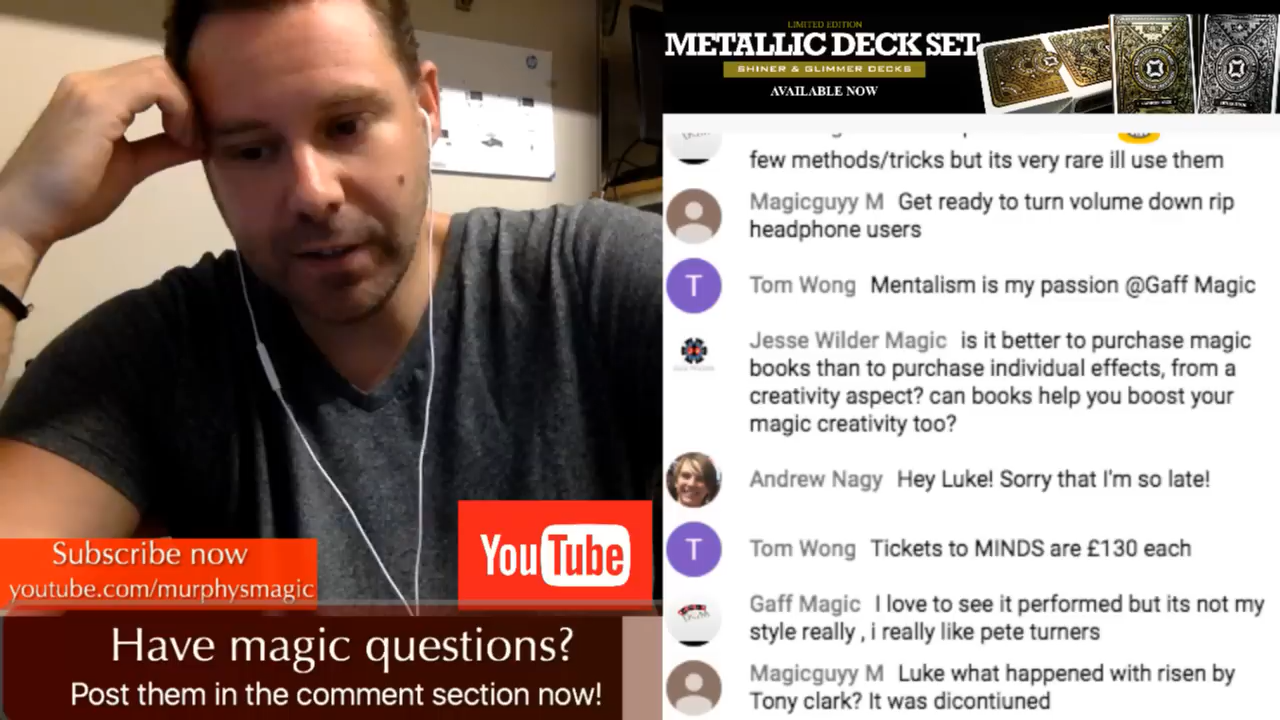 LIMITED EDITION
METALLIC DECK SET
SHINER & GLIMMER DECKS
AVAILABLE NOW
few methods/tricks but its very rare ill use them
Magicguyy M Get ready to turn volume down rip
headphone users
T
Tom Wong Mentalism is my passion @Gaff Magic
Jesse Wilder Magic is it better to purchase magic
books than to purchase individual effects, from a
creativity aspect? can books help you boost your
magic creativity too?
Andrew Nagy Hey Luke! Sorry that I'm so late!
T
Tom Wong Tickets to MINDS are £130 each
Gaff Magic I love to see it performed but its not my
style really , i really like pete turners
Magicguyy M Luke what happened with risen by
Tony clark? It was dicontiuned
hp
YouTube
Subscribe now
youtube.com/murphysmagic
Have magic questions?
Post them in the comment section now!